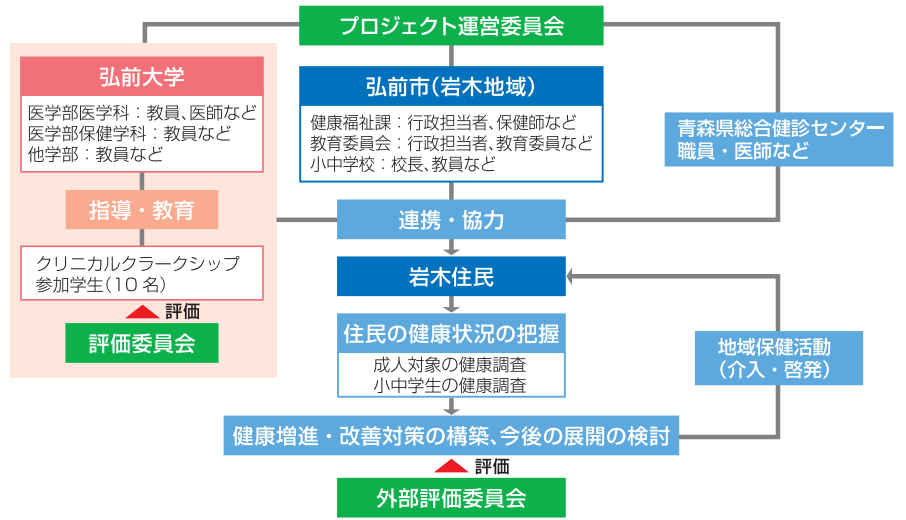 プロジェクト運営委員会
弘前大学
医学部医学科：教員、医師など
医学部保健学科：教員など
他学部：教員など
指導・教育
クリニカルクラークシップ
参加学生（10名）
評価
評価委員会
弘前市（岩木地域）
健康福祉課：行政担当者、保健師など
教育委員会：行政担当者、教育委員など
小中学校：校長、教員など
青森県総合健診センター
職員・医師など
連携・協力
岩木住民
住民の健康状況の把握
成人対象の健康調査
小中学生の健康調査
地域保健活動
（介入・啓発）
健康増進・改善対策の構築、今後の展開の検討
評価
外部評価委員会